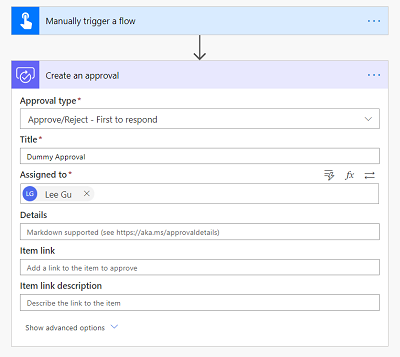 Manually trigger a flow
Create an approval
Approval type*
Approve/Reject - First to respond
Title*
Dummy Approval
Assigned to*
fx
LG Lee Gu
Details
Markdown supported (see https://aka.ms/approvaldetails)
Item link
Add a link to the item to approve
Item link description
Describe the link to the item
Show advanced options